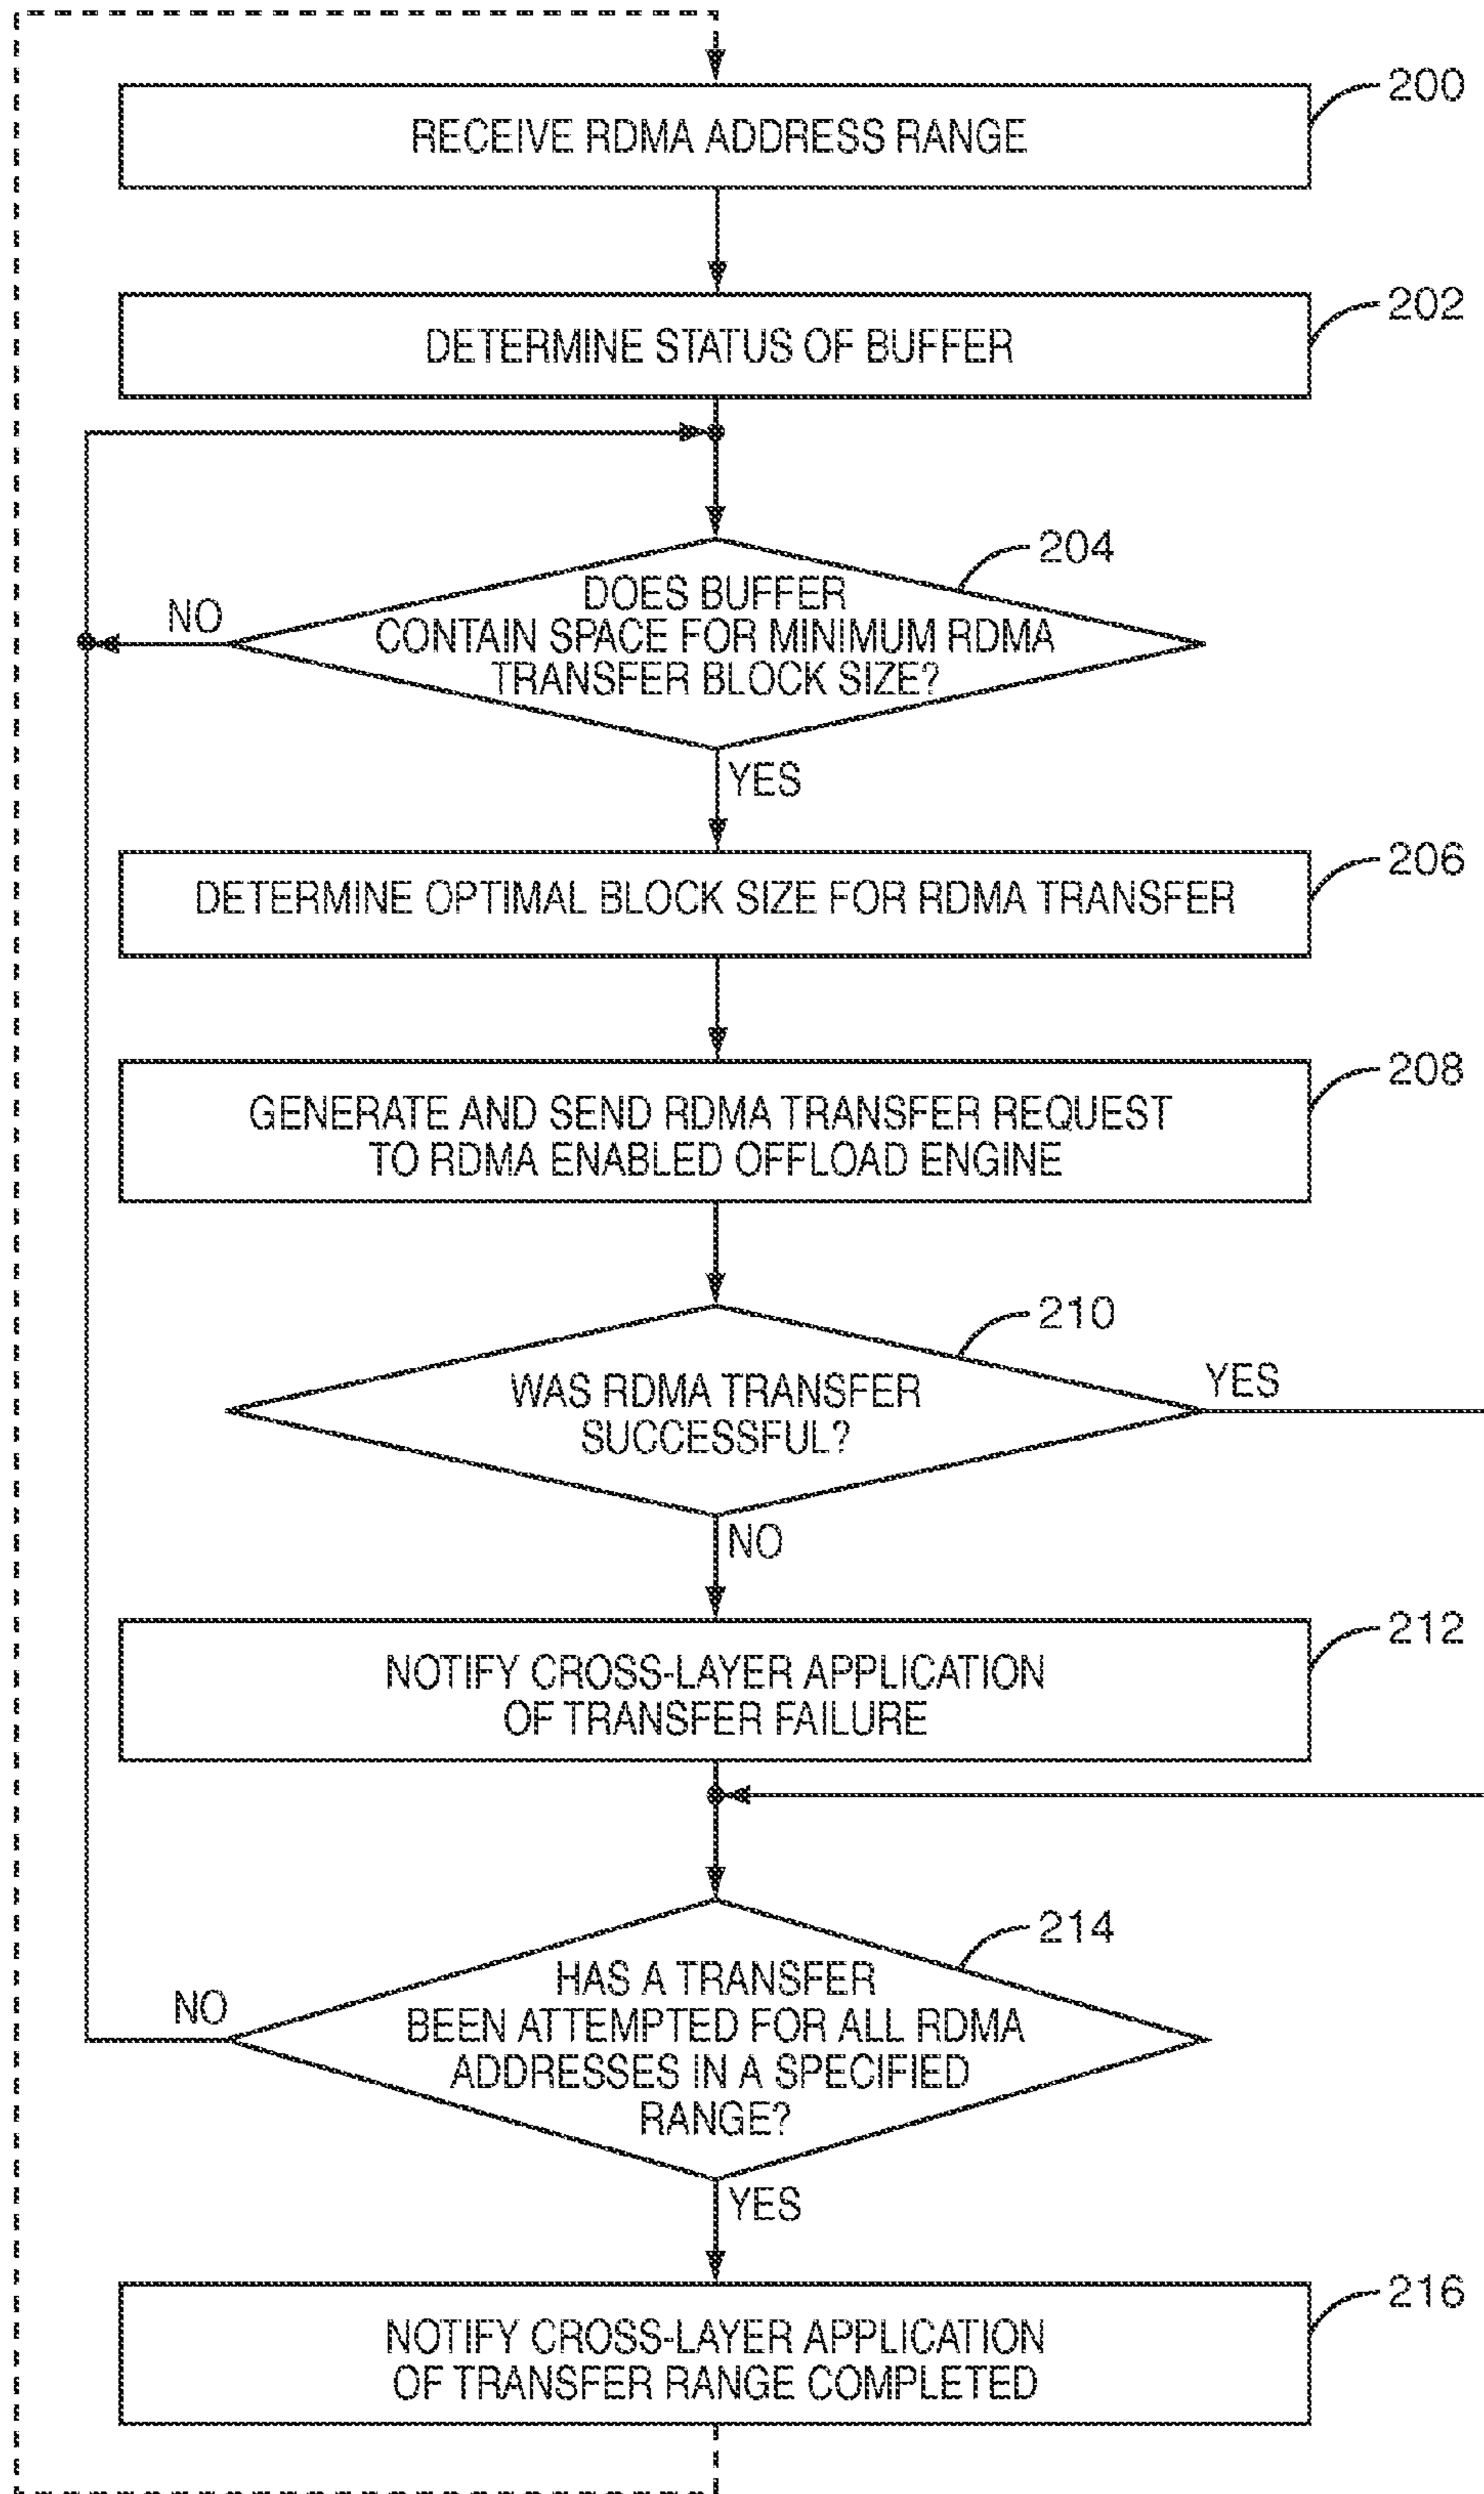 200
RECEIVE RDMA ADDRESS RANGE
202
DETERMINE STATUS OF BUFFER
204
DOES BUFFER
CONTAIN SPACE FOR MINIMUM RDMA
TRANSFER BLOCK SIZE?
NO
YES
206
DETERMINE OPTIMAL BLOCK SIZE FOR RDMA TRANSFER
208
GENERATE AND SEND RDMA TRANSFER REQUEST
TO RDMA ENABLED OFFLOAD ENGINE
210
WAS RDMA TRANSFER
SUCCESSFUL?
YES
NO
212
NOTIFY CROSS-LAYER APPLICATION
OF TRANSFER FAILURE
214
HAS A TRANSFER
BEEN ATTEMPTED FOR ALL RDMA
ADDRESSES IN A SPECIFIED
RANGE?
NO
YES
216
NOTIFY CROSS-LAYER APPLICATION
OF TRANSFER RANGE COMPLETED